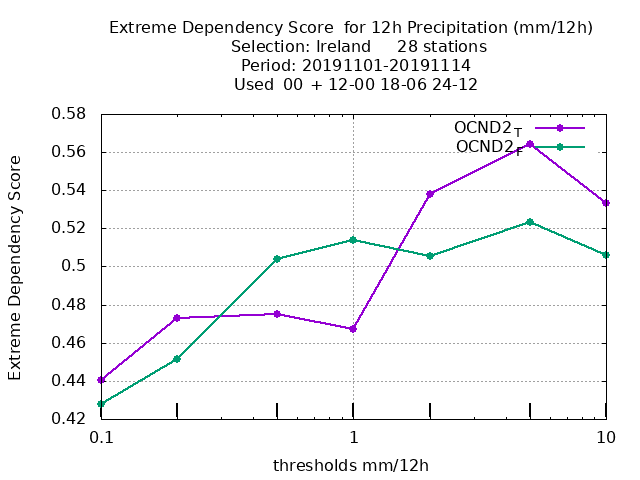 Extreme Dependency Score  for 12h Precipitation (mm/12h)
Selection: Ireland     28 stations
Period: 20191101-20191114
Used  00  + 12-00 18-06 24-12
0.58
0.56
0.54
0.52
0.5
0.48
0.46
0.44
0.42
Extreme Dependency Score
OCND2_T
OCND2_F
0.1
1
10
thresholds mm/12h